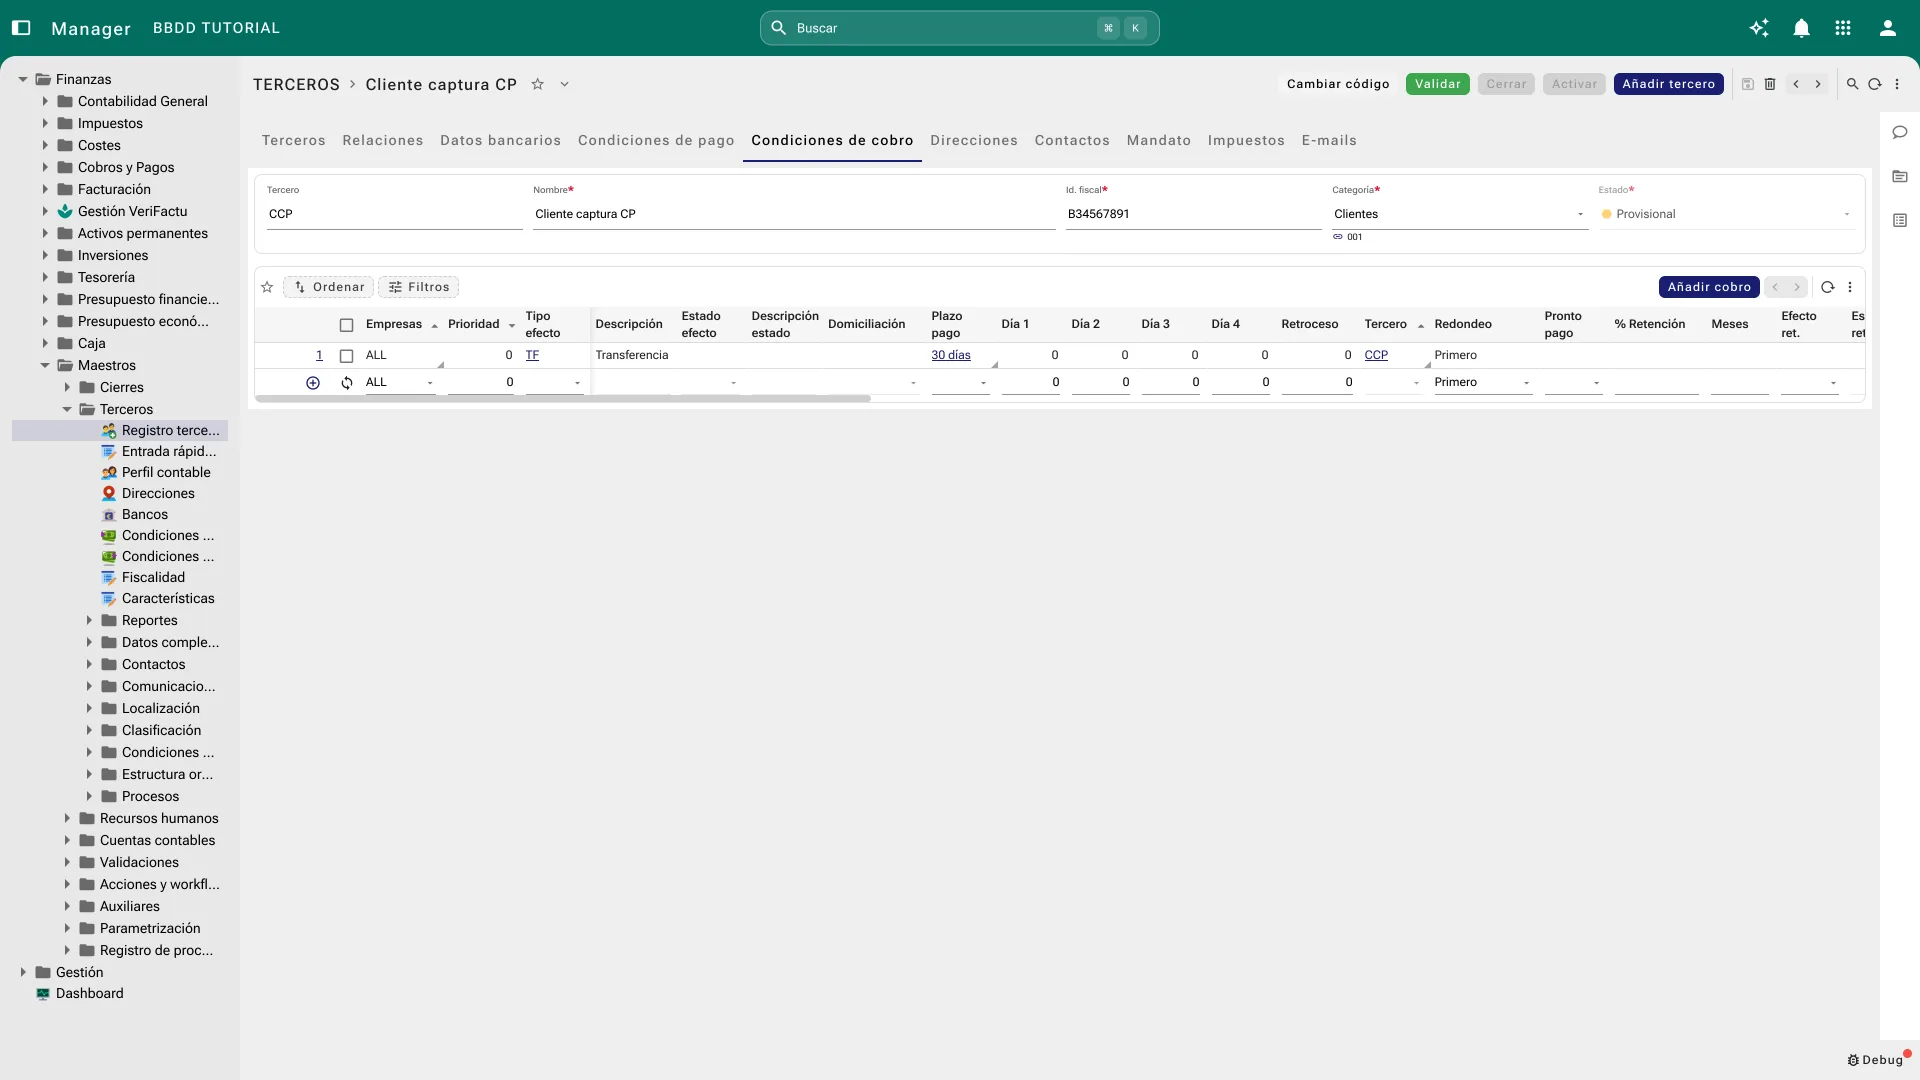 Manager BBDD TUTORIAL
Buscar ⌘ K
Finanzas
Contabilidad General
Impuestos
Costes
Cobros y Pagos
Facturación
Gestión VeriFactu
Activos permanentes
Inversiones
Tesorería
Presupuesto financie...
Presupuesto econó...
Caja
Maestros
Cierres
Terceros
Registro terce...
Entrada rápid...
Perfil contable
Direcciones
Bancos
Condiciones ...
Condiciones ...
Fiscalidad
Características
Reportes
Datos comple...
Contactos
Comunicacio...
Localización
Clasificación
Condiciones ...
Estructura or...
Procesos
Recursos humanos
Cuentas contables
Validaciones
Acciones y workfl...
Auxiliares
Parametrización
Registro de proc...
Gestión
Dashboard
TERCEROS > Cliente captura CP
Cambiar código Validar Cerrar Activar Añadir tercero
Terceros Relaciones Datos bancarios Condiciones de pago Condiciones de cobro Direcciones Contactos Mandato Impuestos E-mails
Tercero Nombre* Id. fiscal* Categoría* Estado*
CCP Cliente captura CP B34567891 Clientes Provisional
001
Ordenar Filtros Añadir cobro
Empresas Prioridad Tipo efecto Descripción Estado efecto Descripción estado Domiciliación Plazo pago Día 1 Día 2 Día 3 Día 4 Retroceso Tercero Redondeo Pronto pago % Retención Meses Efecto ret. Es ret
1 ALL 0 TF Transferencia 30 días 0 0 0 0 0 CCP Primero
ALL 0 0 0 0 0 0 Primero
Debug